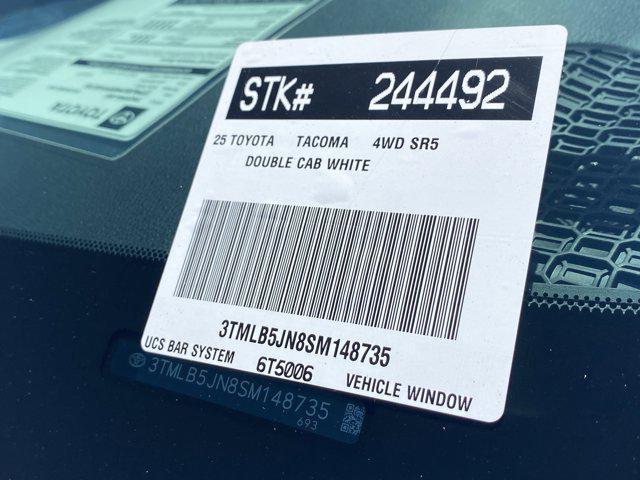 STK# 244492
25 TOYOTA TACOMA 4WD SR5
DOUBLE CAB WHITE
3TMLB5JN8SM148735
UCS BAR SYSTEM 6T5006 VEHICLE WINDOW
3TMLB5JN8SM148735
693
TOYOTA